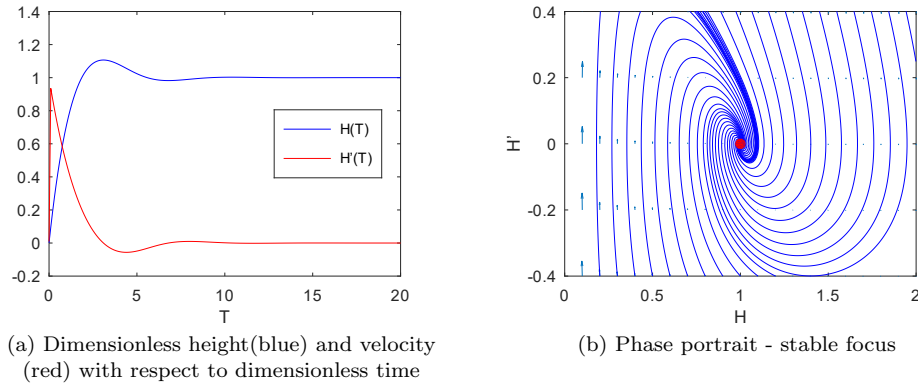 1.4
1.2
1
0.8
0.6
0.4
0.2
0
-0.2
0 5 10 15 20
T
H(T)
H'(T)
(a) Dimensionless height(blue) and velocity
(red) with respect to dimensionless time
0.4
0.2
0
-0.2
-0.4
H'
0 0.5 1 1.5 2
H
(b) Phase portrait - stable focus